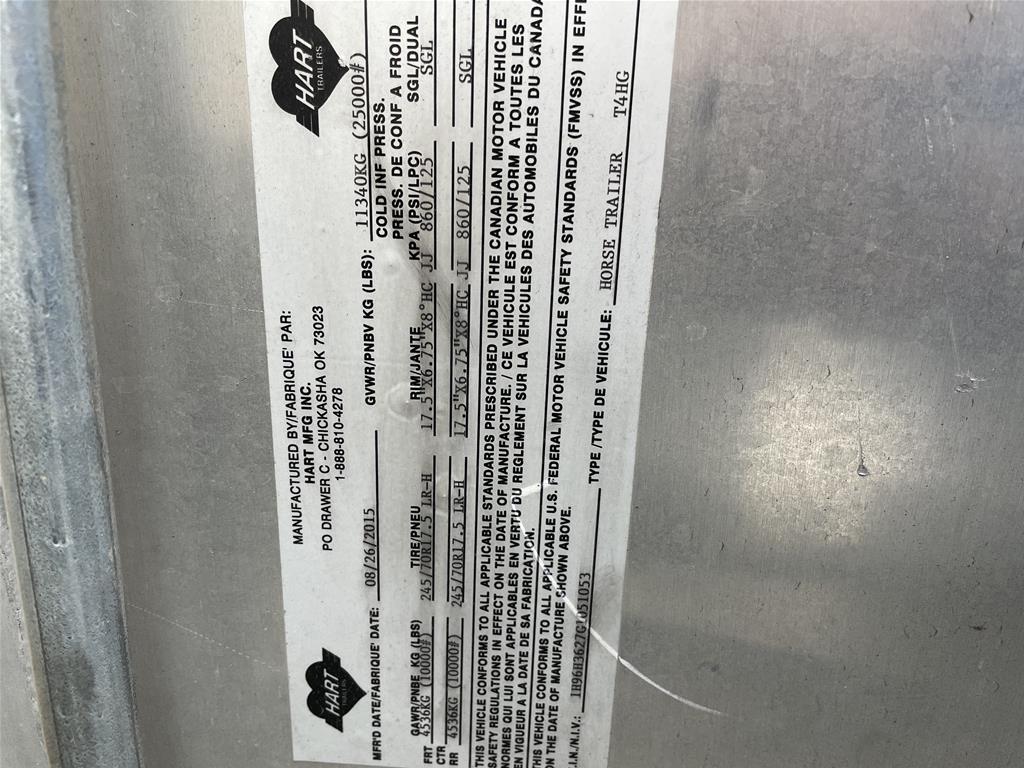 HART
TRAILERS
MANUFACTURED BY/FABRIQUE' PAR:
HART MFG INC.
PO DRAWER C - CHICKASHA OK 73023
1-888-810-4278
HART
TRAILERS
MFR'D DATE/FABRIQUE' DATE: 08/26/2015 GVWR/PNBV KG (LBS): 11340KG (25000#)
COLD INF PRESS.
PRESS. DE CONF A FROID
GAWR/PNBE KG (LBS) TIRE/PNEU RIM/JANTE KPA (PSI/LPC) SGL/DUAL
FRT 4536KG (10000#) 245/70R17.5 LR-H 17.5"X6.75"X8°HC JJ 860/125 SGL
CTR
RR 4536KG (10000#) 245/70R17.5 LR-H 17.5"X6.75"X8°HC JJ 860/125 SGL
THIS VEHICLE CONFORMS TO ALL APPLICABLE STANDARDS PRESCRIBED UNDER THE CANADIAN MOTOR VEHICLE
SAFETY REGULATIONS IN EFFECT ON THE DATE OF MANUFACTURE. / CE VEHICULE EST CONFORM A TOUTES LES
NORMES QUI LUI SONT APPLICABLES EN VERTU DU REGLEMENT SUR LA VEHICULES DES AUTOMOBILES DU CANADA
EN VIGUEUR A LA DATE DE SA FABRICATION.
THIS VEHICLE CONFORMS TO ALL APPLICABLE U.S. FEDERAL MOTOR VEHICLE SAFETY STANDARDS (FMVSS) IN EFFE
ON THE DATE OF MANUFACTURE SHOWN ABOVE.
.I.N./N.I.V.: 1H96H3627G1051053 TYPE /TYPE DE VEHICULE: HORSE TRAILER T4HG